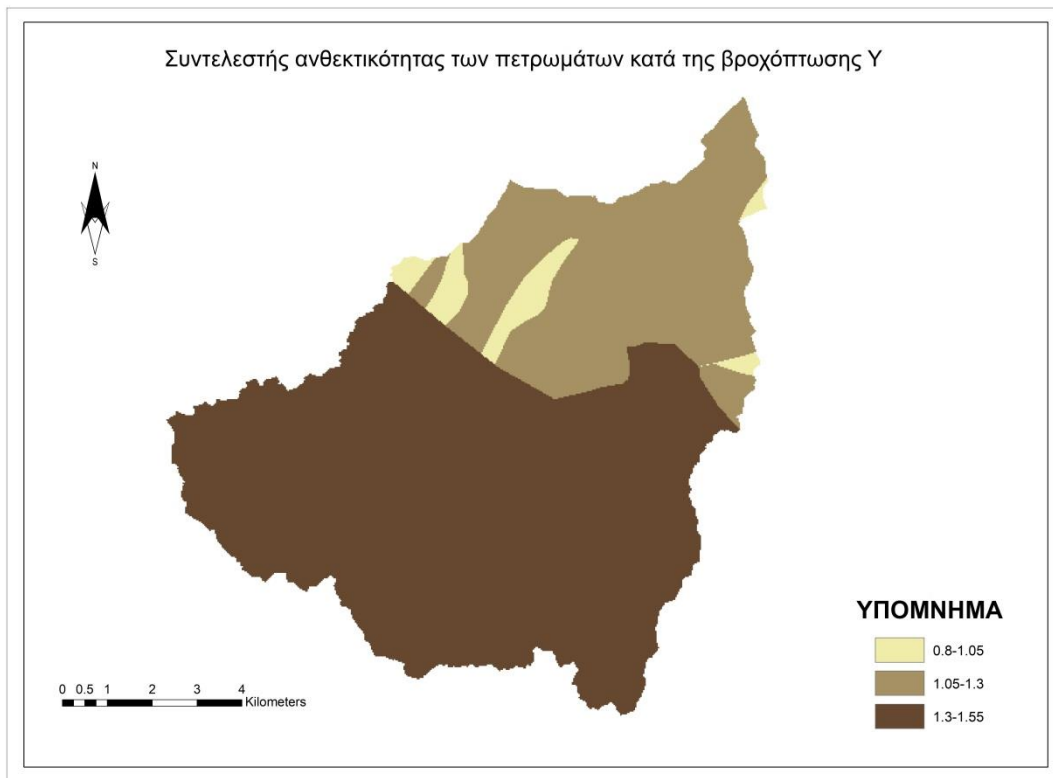 Συντελεστής ανθεκτικότητας των πετρωμάτων κατά της βροχόπτωσης Υ
N
S
ΥΠΟΜΝΗΜΑ
0.8-1.05
1.05-1.3
1.3-1.55
0 0.5 1 2 3 4
Kilometers